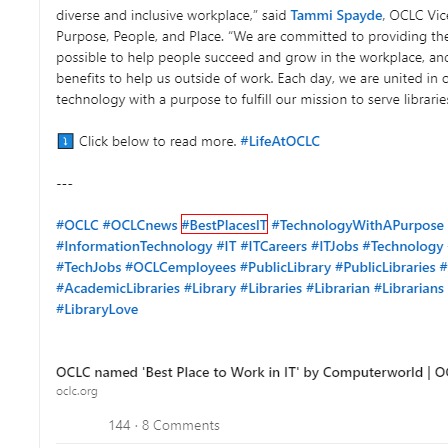 diverse and inclusive workplace,” said Tammi Spayde, OCLC Vic
Purpose, People, and Place. “We are committed to providing the
possible to help people succeed and grow in the workplace, and
benefits to help us outside of work. Each day, we are united in
technology with a purpose to fulfill our mission to serve librarie
Click below to read more. #LifeAtOCLC
---
#OCLC #OCLCnews #BestPlacesIT #TechnologyWithAPurpose
#InformationTechnology #IT #ITCareers #ITJobs #Technology
#TechJobs #OCLCemployees #PublicLibrary #PublicLibraries #
#AcademicLibraries #Library #Libraries #Librarian #Librarians
#LibraryLove
OCLC named 'Best Place to Work in IT' by Computerworld | O
oclc.org
144 · 8 Comments